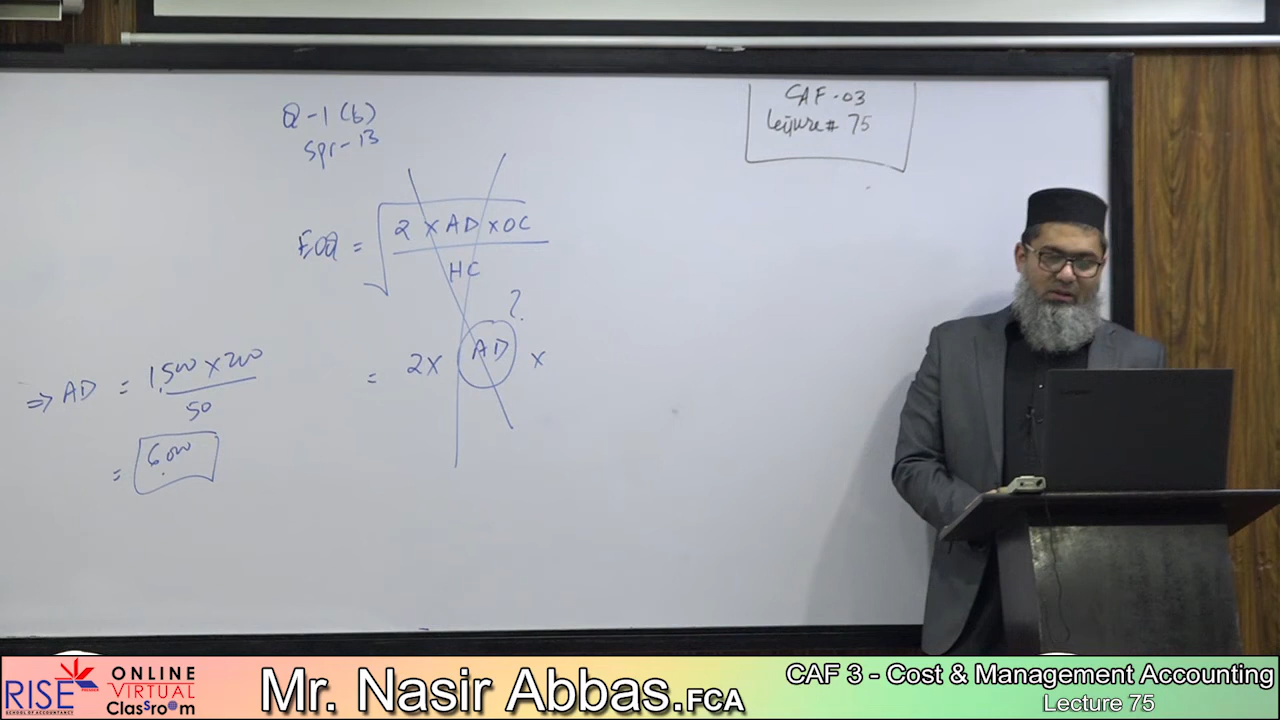 Q-1 (b)
Spr-13
CAF-03
Lecture# 75
EOQ = √ 2 x AD x OC
HC
?
= 2x AD x
⇒ AD = 1,500 x 200
50
= 6,000
RISE PREMIER
SCHOOL OF ACCOUNTANCY
ONLINE
VIRTUAL
Classroom
Mr. Nasir Abbas.FCA
CAF 3 - Cost & Management Accounting
Lecture 75